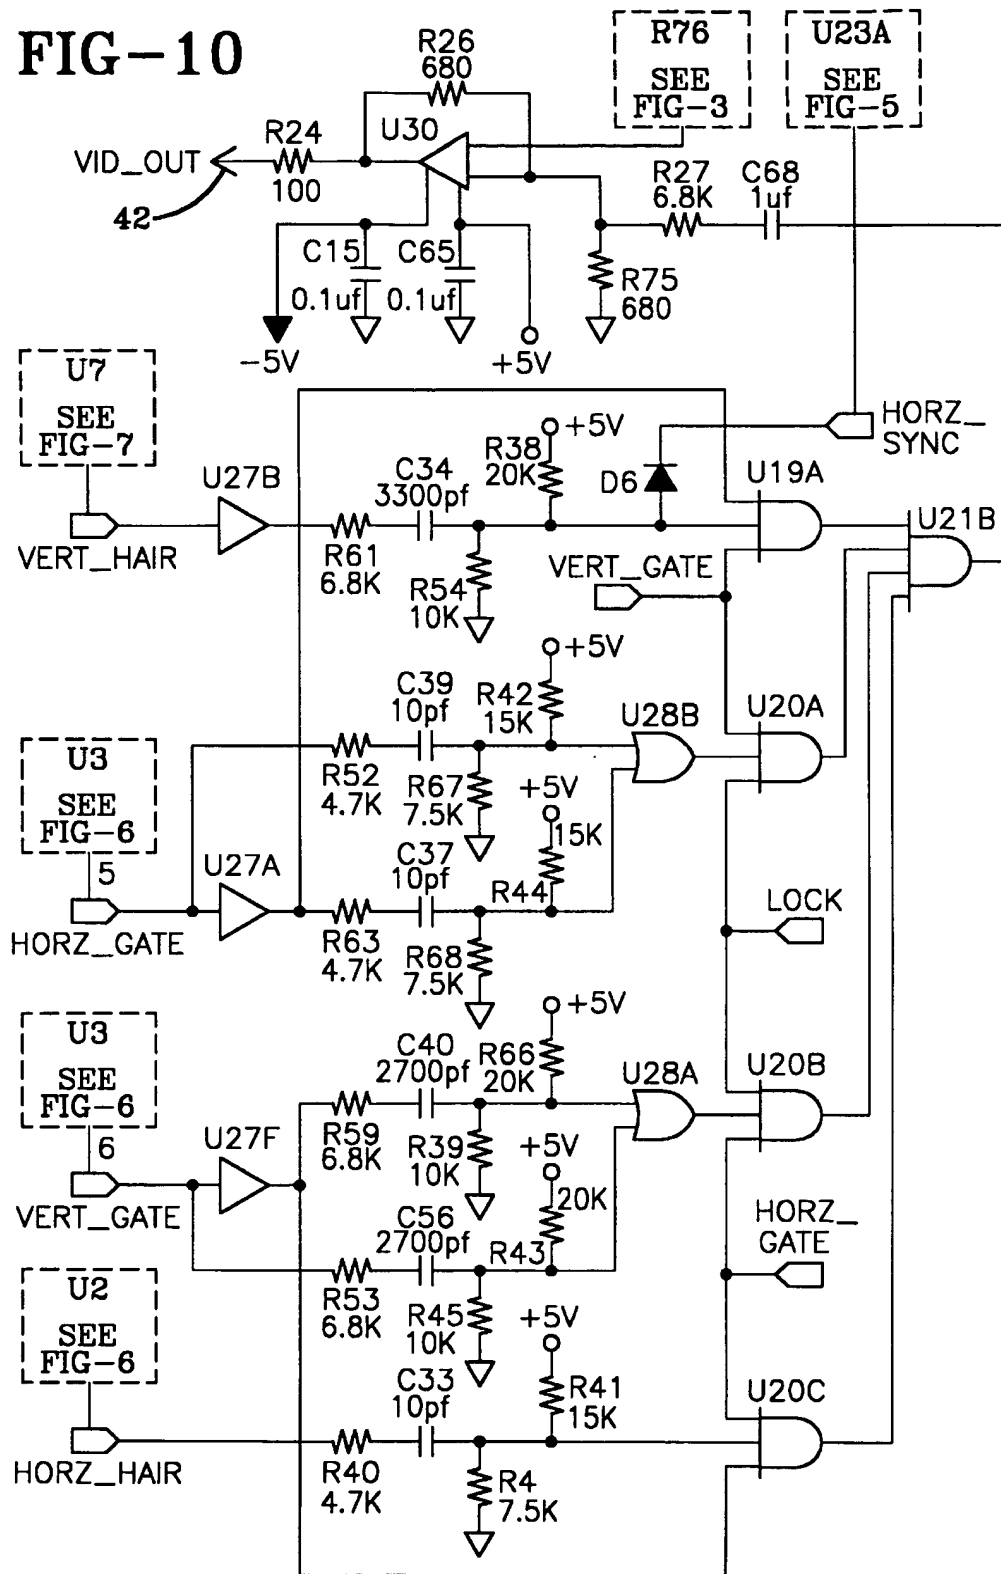 FIG-10
R26
680
R76
SEE
FIG-3
U23A
SEE
FIG-5
U30
R24
100
VID_OUT
42
R27
6.8K
C68
1uf
C15
0.1uf
C65
0.1uf
R75
680
-5V
+5V
U7
SEE
FIG-7
VERT_HAIR
U27B
R61
6.8K
C34
3300pf
R38
20K
+5V
D6
HORZ_
SYNC
U19A
U21B
R54
10K
VERT_GATE
+5V
C39
10pf
R42
15K
U28B
U20A
U3
SEE
FIG-6
5
HORZ_GATE
R52
4.7K
R67
7.5K
+5V
15K
U27A
C37
10pf
R44
R63
4.7K
R68
7.5K
LOCK
U3
SEE
FIG-6
6
VERT_GATE
+5V
C40
2700pf
R66
20K
U28A
U20B
U27F
R59
6.8K
R39
10K
+5V
20K
C56
2700pf
R43
HORZ_
GATE
U2
SEE
FIG-6
HORZ_HAIR
R53
6.8K
R45
10K
+5V
C33
10pf
R41
15K
U20C
R40
4.7K
R4
7.5K